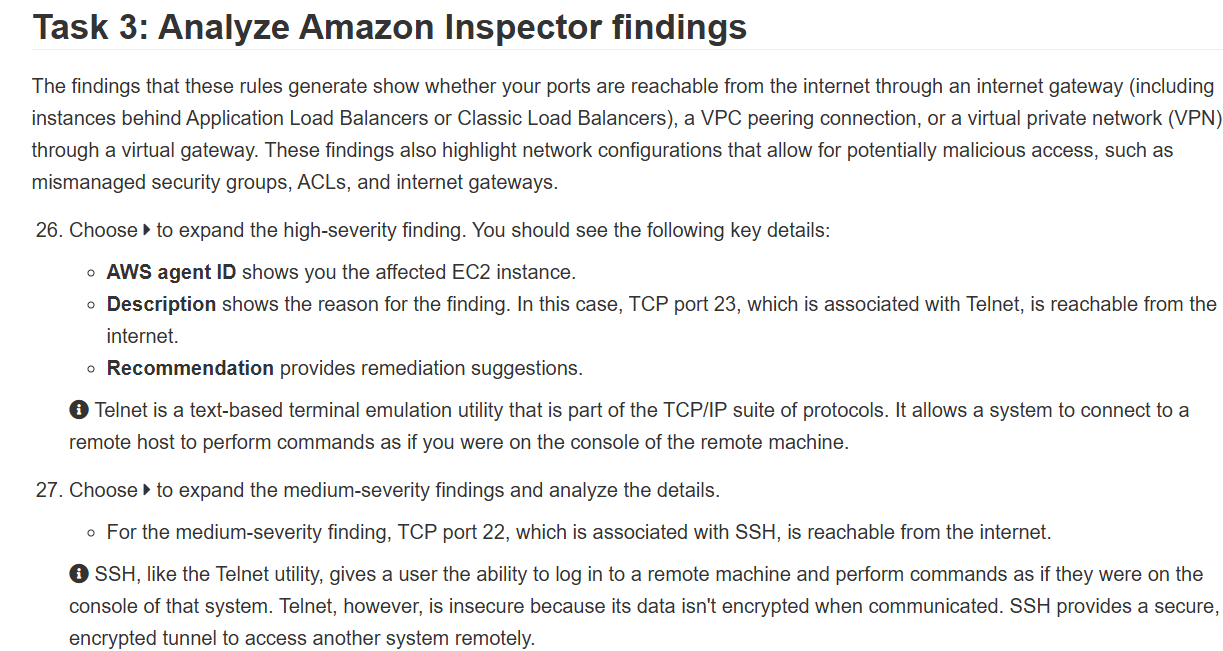 Task 3: Analyze Amazon Inspector findings
The findings that these rules generate show whether your ports are reachable from the internet through an internet gateway (including
instances behind Application Load Balancers or Classic Load Balancers), a VPC peering connection, or a virtual private network (VPN)
through a virtual gateway. These findings also highlight network configurations that allow for potentially malicious access, such as
mismanaged security groups, ACLs, and internet gateways.
26. Choose ▸ to expand the high-severity finding. You should see the following key details:
◦ AWS agent ID shows you the affected EC2 instance.
◦ Description shows the reason for the finding. In this case, TCP port 23, which is associated with Telnet, is reachable from the
internet.
◦ Recommendation provides remediation suggestions.
Telnet is a text-based terminal emulation utility that is part of the TCP/IP suite of protocols. It allows a system to connect to a
remote host to perform commands as if you were on the console of the remote machine.
27. Choose ▸ to expand the medium-severity findings and analyze the details.
◦ For the medium-severity finding, TCP port 22, which is associated with SSH, is reachable from the internet.
SSH, like the Telnet utility, gives a user the ability to log in to a remote machine and perform commands as if they were on the
console of that system. Telnet, however, is insecure because its data isn't encrypted when communicated. SSH provides a secure,
encrypted tunnel to access another system remotely.